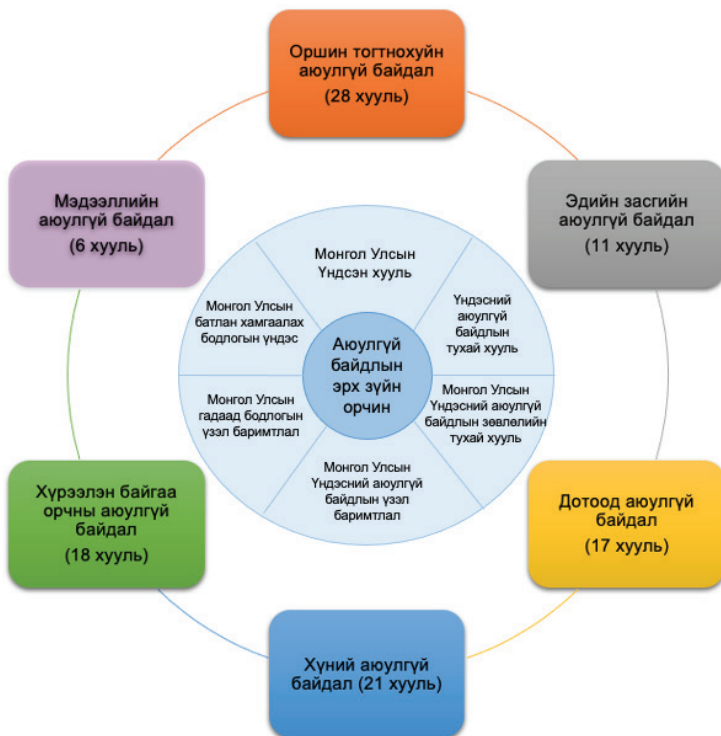 Оршин тогтнохуйн
аюулгүй байдал
(28 хууль)
Эдийн засгийн
аюулгүй байдал
(11 хууль)
Дотоод аюулгүй
байдал
(17 хууль)
Хүний аюулгүй
байдал (21 хууль)
Хүрээлэн байгаа
орчны аюулгүй
байдал
(18 хууль)
Мэдээллийн
аюулгүй байдал
(6 хууль)
Монгол Улсын
Үндсэн хууль
Үндэсний
аюулгүй
байдлын
тухай хууль
Монгол Улсын
Үндэсний аюулгүй
байдлын зөвлөлийн
тухай хууль
Монгол Улсын
Үндэсний аюулгүй
байдлын үзэл
баримтлал
Монгол Улсын
гадаад бодлогын
үзэл баримтлал
Монгол Улсын
батлан хамгаалах
бодлогын үндэс
Аюулгүй
байдлын
эрх зүйн
орчин